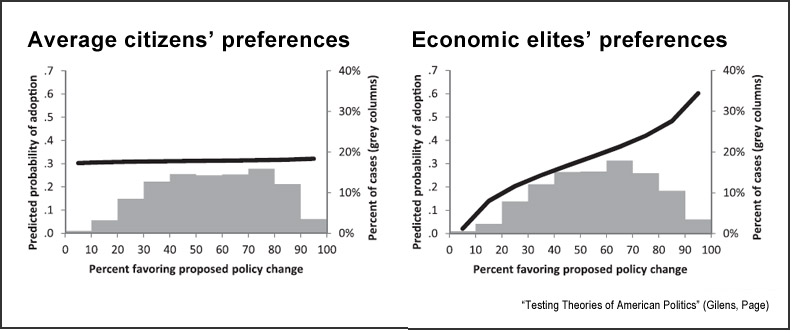 Average citizens’ preferences
Predicted probability of adoption
.7
.6
.5
.4
.3
.2
.1
.0
40%
30%
20%
10%
0%
Percent of cases (grey columns)
0 10 20 30 40 50 60 70 80 90 100
Percent favoring proposed policy change
Economic elites’ preferences
Predicted probability of adoption
.7
.6
.5
.4
.3
.2
.1
.0
40%
30%
20%
10%
0%
Percent of cases (grey columns)
0 10 20 30 40 50 60 70 80 90 100
Percent favoring proposed policy change
“Testing Theories of American Politics” (Gilens, Page)